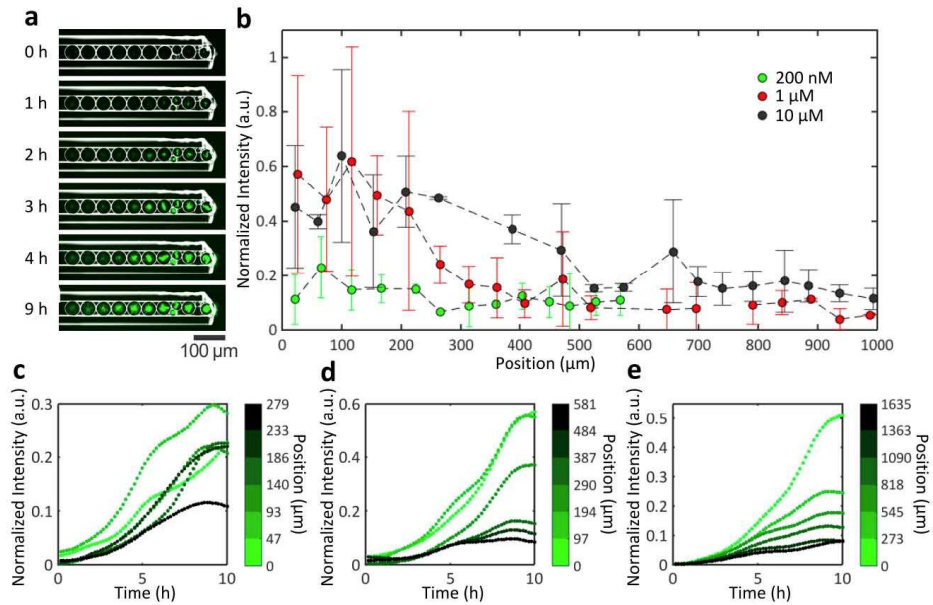 a
0 h
1 h
2 h
3 h
4 h
9 h
100 µm
b
Normalized Intensity (a.u.)
1
0.8
0.6
0.4
0.2
0
0 100 200 300 400 500 600 700 800 900 1000
Position (µm)
200 nM
1 µM
10 µM
c
Normalized Intensity (a.u.)
0.3
0.2
0.1
0
0 5 10
Time (h)
279
233
186
140
93
47
0
Position (µm)
d
Normalized Intensity (a.u.)
0.6
0.4
0.2
0
0 5 10
Time (h)
581
484
387
290
194
97
0
Position (µm)
e
Normalized Intensity (a.u.)
0.5
0.4
0.3
0.2
0.1
0
0 5 10
Time (h)
1635
1363
1090
818
545
273
0
Position (µm)